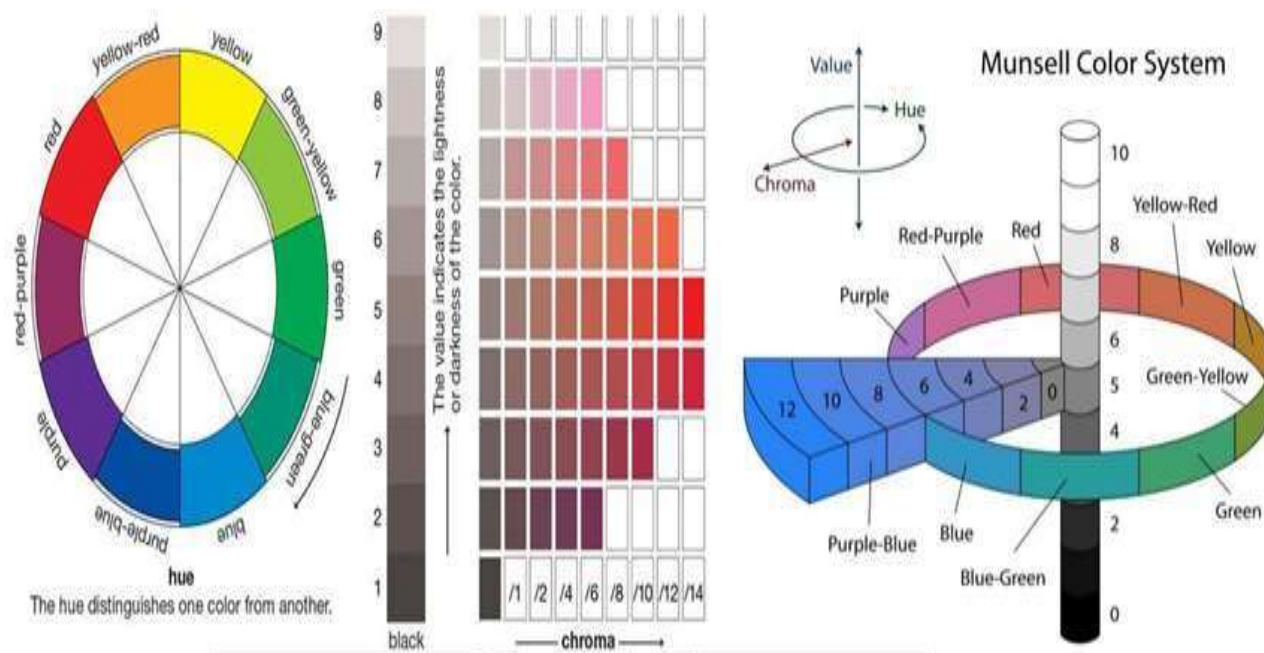 yellow-red
yellow
green-yellow
green
blue-green
blue
purple-blue
purple
red-purple
red
hue
The hue distinguishes one color from another.
9
8
7
6
5
4
3
2
1
black
The value indicates the lightness
or darkness of the color.
/1 /2 /4 /6 /8 /10 /12 /14
chroma
Munsell Color System
Value
Hue
Chroma
10
8
6
5
4
2
0
Red-Purple
Red
Yellow-Red
Yellow
Purple
Green-Yellow
12 10 8 6 4 2 0
Purple-Blue
Blue
Blue-Green
Green